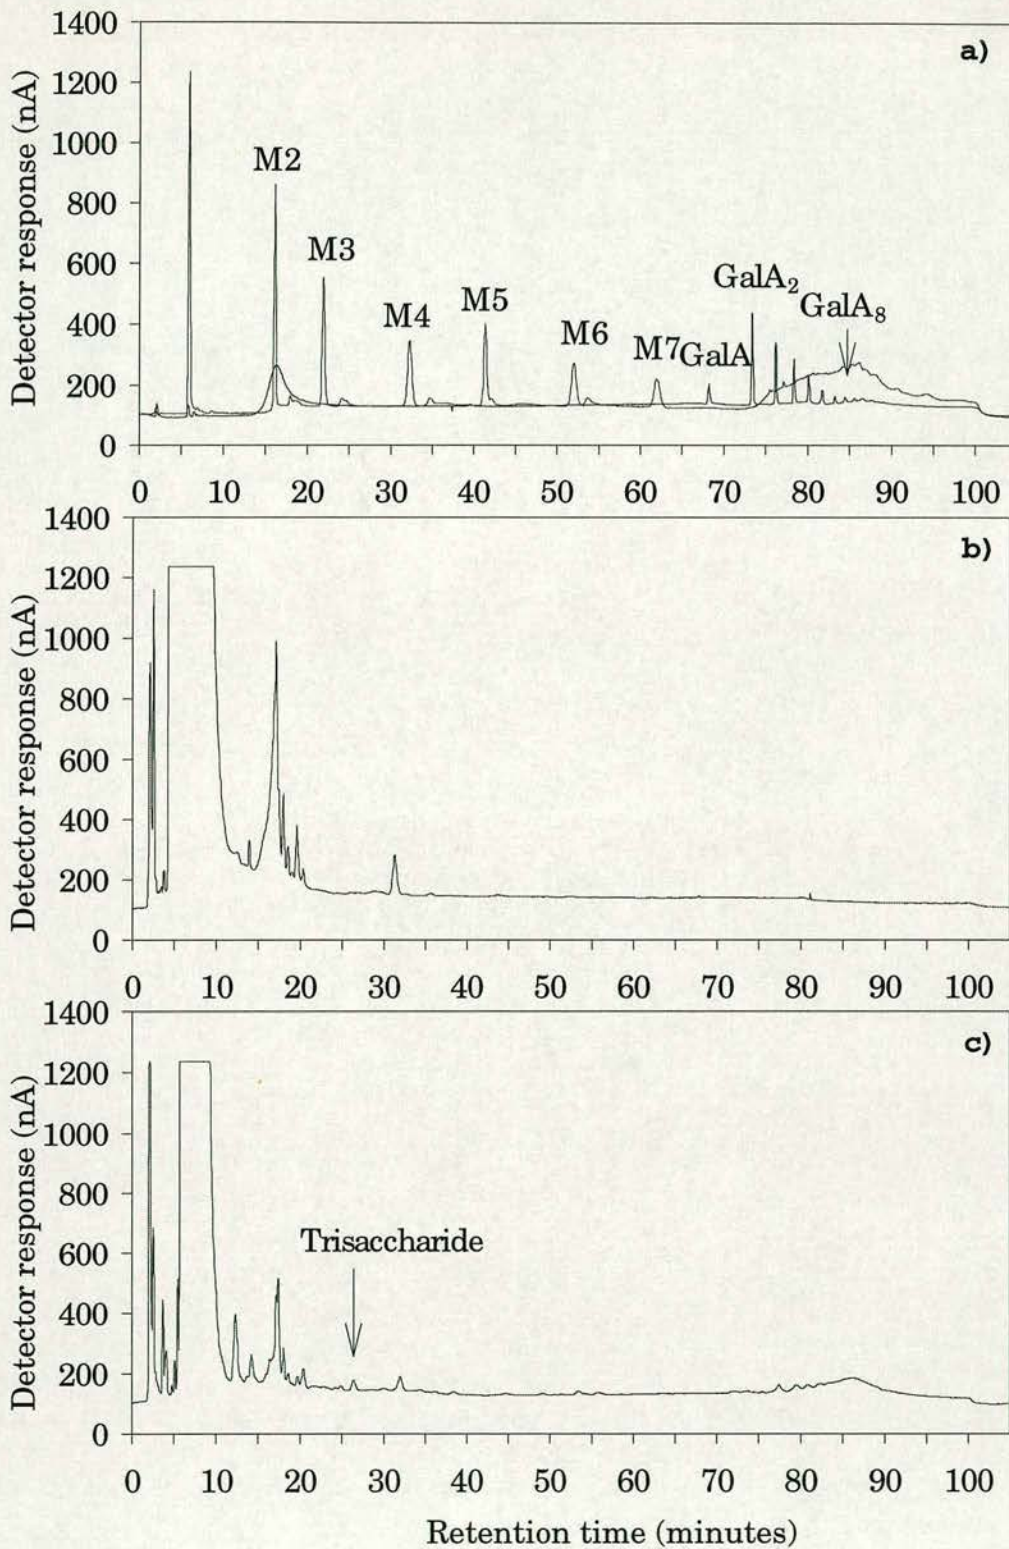 1400
a)
Detector response (nA)
1200
1000
800
600
400
200
0
M2
M3
M4
M5
M6
M7
GalA
GalA₂
GalA₈
0 10 20 30 40 50 60 70 80 90 100
1400
b)
Detector response (nA)
1200
1000
800
600
400
200
0
0 10 20 30 40 50 60 70 80 90 100
1400
c)
Detector response (nA)
1200
1000
800
600
400
200
0
Trisaccharide
0 10 20 30 40 50 60 70 80 90 100
Retention time (minutes)